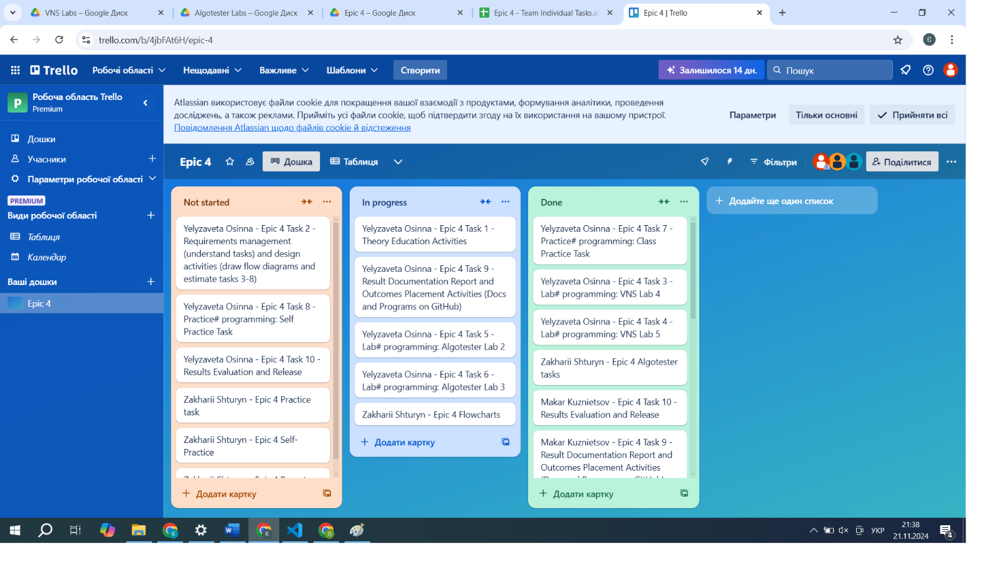 VNS Labs – Google Диск
Algotester Labs – Google Диск
Epic 4 – Google Диск
Epic 4 - Team Individual Tasks.xl
Epic 4 | Trello
trello.com/b/4jbFAt6H/epic-4
Trello
Робочі області
Нещодавні
Важливе
Шаблони
Створити
Залишилося 14 дн.
Пошук
P
Робоча область Trello
Premium
Дошки
Учасники
Параметри робочої області
PREMIUM
Види робочої області
Таблиця
Календар
Ваші дошки
Epic 4
Atlassian використовує файли cookie для покращення вашої взаємодії з продуктами, формування аналітики, проведення
досліджень, а також реклами. Прийміть усі файли cookie, щоб підтвердити згоду на їх використання на вашому пристрої.
Повідомлення Atlassian щодо файлів cookie й відстеження
Параметри
Тільки основні
Прийняти всі
Epic 4
Дошка
Таблиця
Фільтри
Поділитися
Not started
Yelyzaveta Osinna - Epic 4 Task 2 -
Requirements management
(understand tasks) and design
activities (draw flow diagrams and
estimate tasks 3-8)
Yelyzaveta Osinna - Epic 4 Task 8 -
Practice# programming: Self
Practice Task
Yelyzaveta Osinna - Epic 4 Task 10 -
Results Evaluation and Release
Zakharii Shturyn - Epic 4 Practice
task
Zakharii Shturyn - Epic 4 Self-
Practice
Додати картку
In progress
Yelyzaveta Osinna - Epic 4 Task 1 -
Theory Education Activities
Yelyzaveta Osinna - Epic 4 Task 9 -
Result Documentation Report and
Outcomes Placement Activities (Docs
and Programs on GitHub)
Yelyzaveta Osinna - Epic 4 Task 5 -
Lab# programming: Algotester Lab 2
Yelyzaveta Osinna - Epic 4 Task 6 -
Lab# programming: Algotester Lab 3
Zakharii Shturyn - Epic 4 Flowcharts
Додати картку
Done
Yelyzaveta Osinna - Epic 4 Task 7 -
Practice# programming: Class
Practice Task
Yelyzaveta Osinna - Epic 4 Task 3 -
Lab# programming: VNS Lab 4
Yelyzaveta Osinna - Epic 4 Task 4 -
Lab# programming: VNS Lab 5
Zakharii Shturyn - Epic 4 Algotester
tasks
Makar Kuznietsov - Epic 4 Task 10 -
Results Evaluation and Release
Makar Kuznietsov - Epic 4 Task 9 -
Result Documentation Report and
Outcomes Placement Activities
Додати картку
Додайте ще один список
УКР
21:38
21.11.2024
4